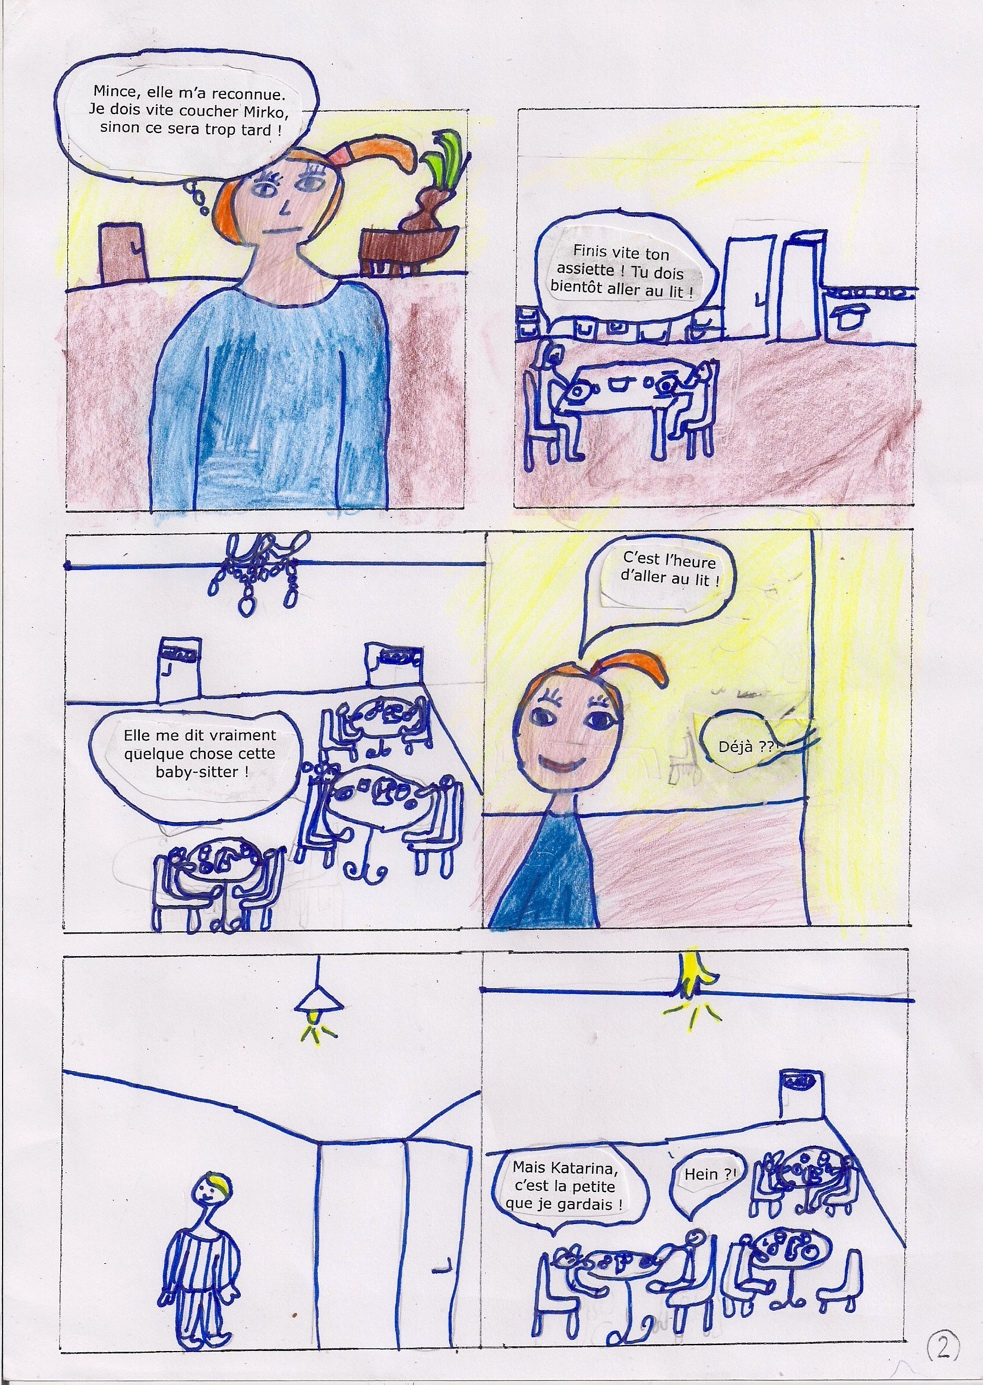 Mince, elle m'a reconnue.
Je dois vite coucher Mirko,
sinon ce sera trop tard !
Finis vite ton
assiette ! Tu dois
bientôt aller au lit !
Elle me dit vraiment
quelque chose cette
baby-sitter !
C'est l'heure
d'aller au lit !
Déjà ??!
Mais Katarina,
c'est la petite
que je gardais !
Hein ?!
2